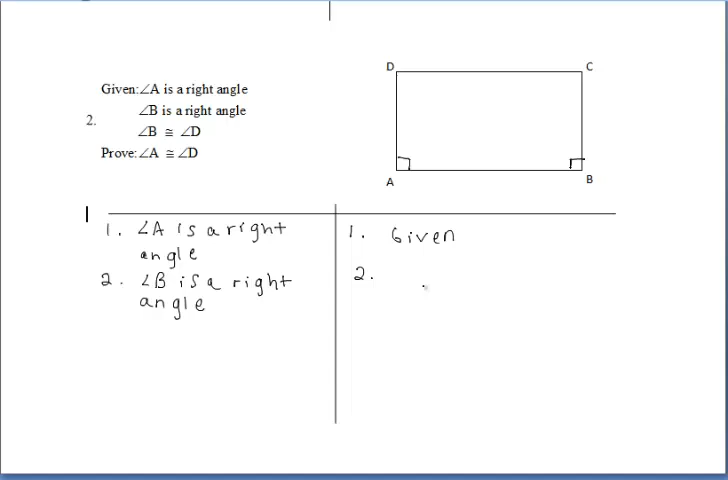 D
C
Given:∠A is a right angle
∠B is a right angle
2.
∠B ≅ ∠D
Prove:∠A ≅ ∠D
A
B
1. ∠A is a right
angle
1. Given
2. ∠B is a right
angle
2.